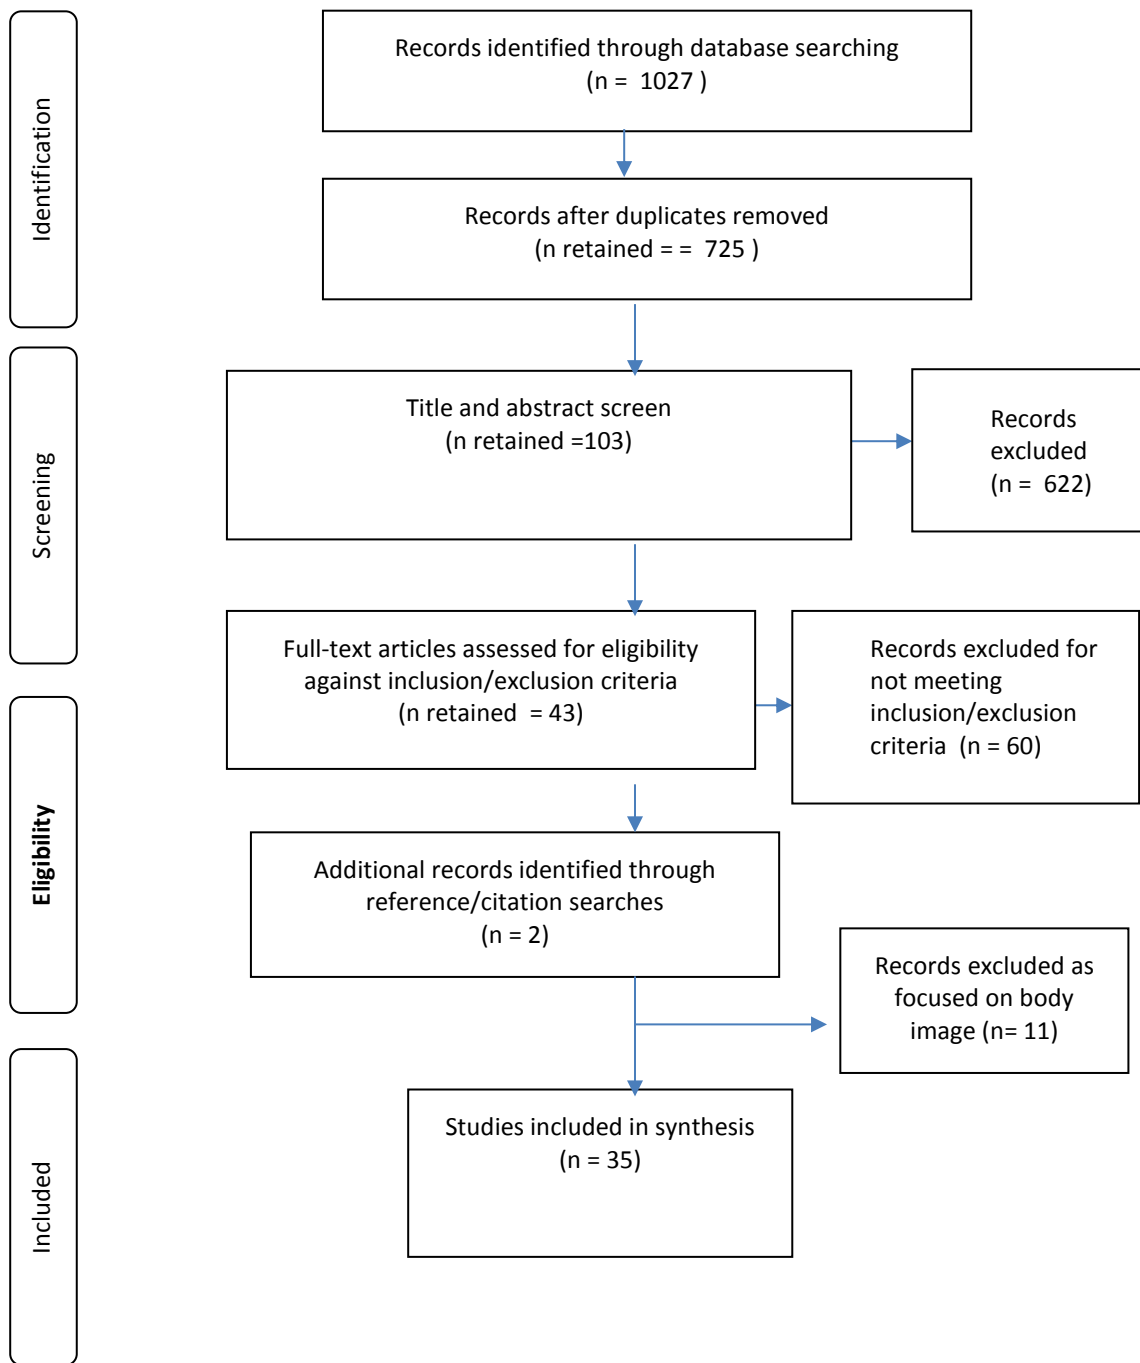 Identification
Records identified through database searching
(n = 1027 )
Records after duplicates removed
(n retained = = 725 )
Screening
Title and abstract screen
(n retained =103)
Records
excluded
(n = 622)
Full-text articles assessed for eligibility
against inclusion/exclusion criteria
(n retained = 43)
Records excluded for
not meeting
inclusion/exclusion
criteria (n = 60)
Eligibility
Additional records identified through
reference/citation searches
(n = 2)
Records excluded as
focused on body
image (n= 11)
Included
Studies included in synthesis
(n = 35)